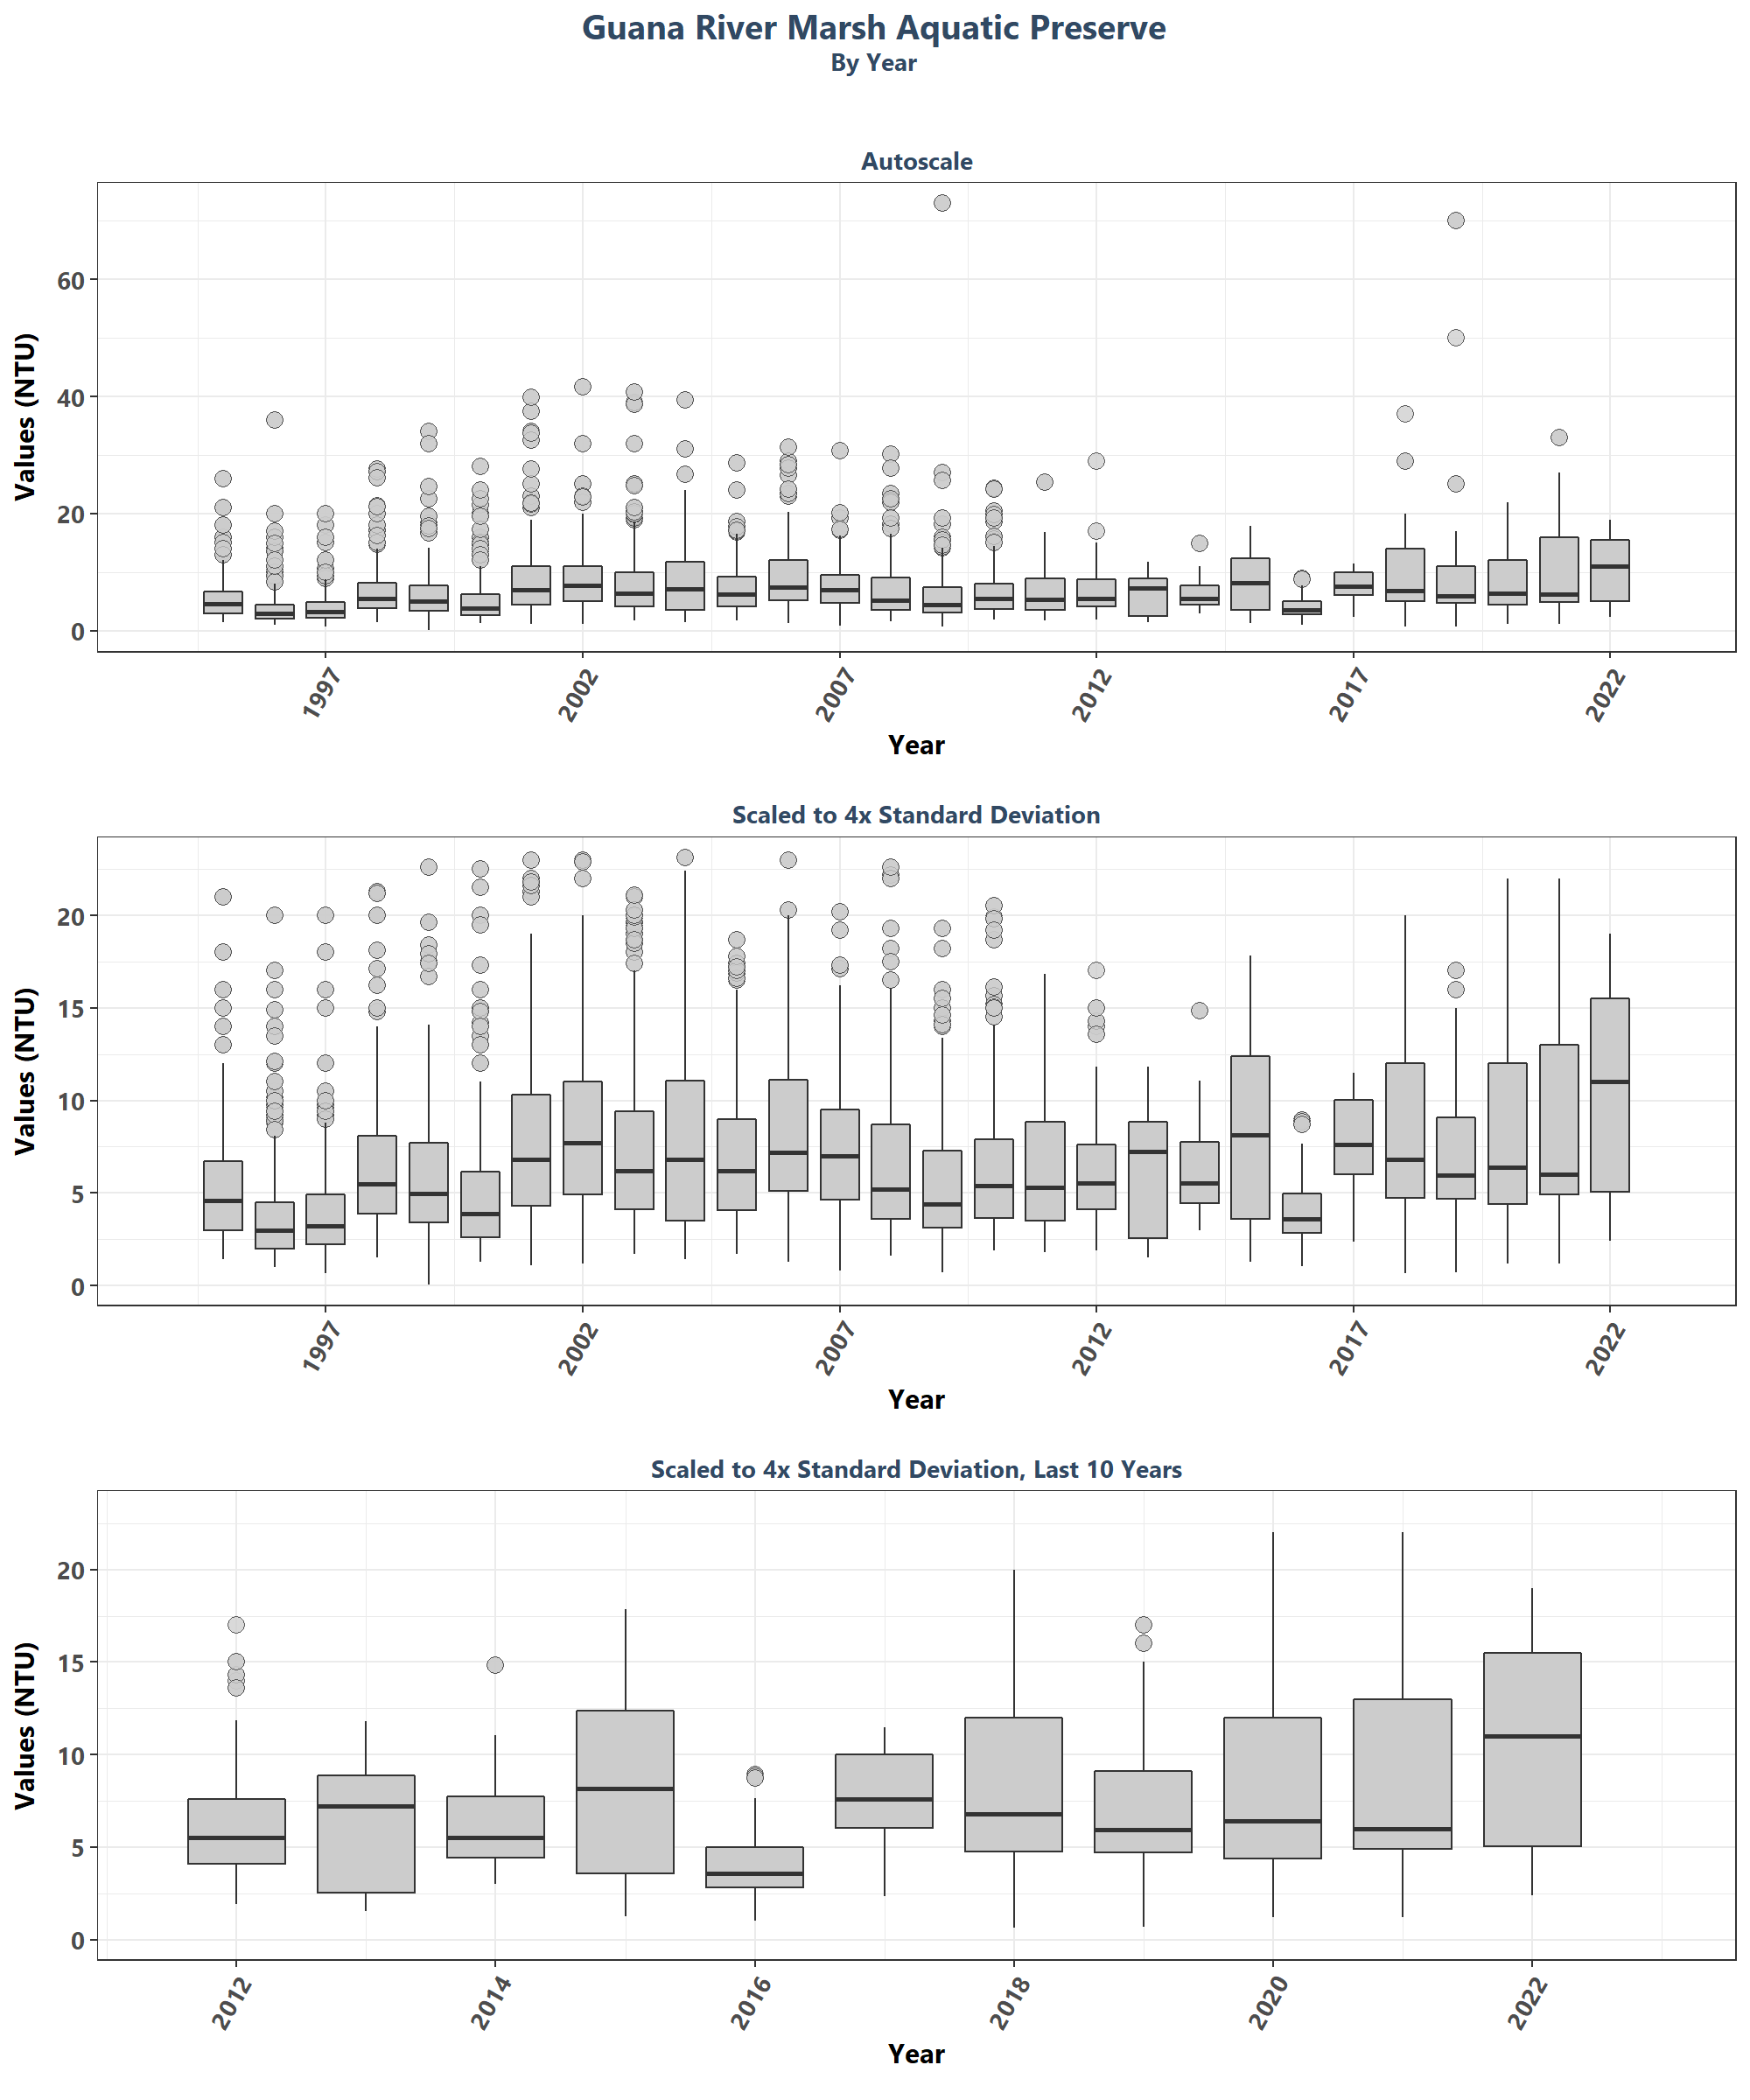 Guana River Marsh Aquatic Preserve
By Year
Autoscale
Values (NTU)
60
40
20
0
1997
2002
2007
2012
2017
2022
Year
Scaled to 4x Standard Deviation
Values (NTU)
20
15
10
5
0
1997
2002
2007
2012
2017
2022
Year
Scaled to 4x Standard Deviation, Last 10 Years
Values (NTU)
20
15
10
5
0
2012
2014
2016
2018
2020
2022
Year